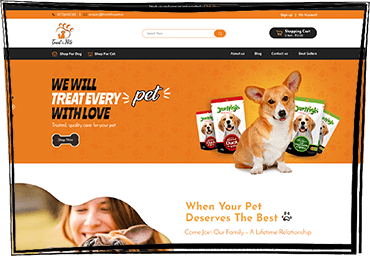 Sign up | My Account
Shopping Cart
Shop For Dog
Shop For Cat
About us
Blog
Contact us
Best Sellers
WE WILL
TREAT EVERY pet
WITH LOVE
Trusted, quality care for your pet
Shop Now
JerHigh
JerHigh
Duck
When Your Pet
Deserves The Best
Come Join Our Family - A Lifetime Relationship